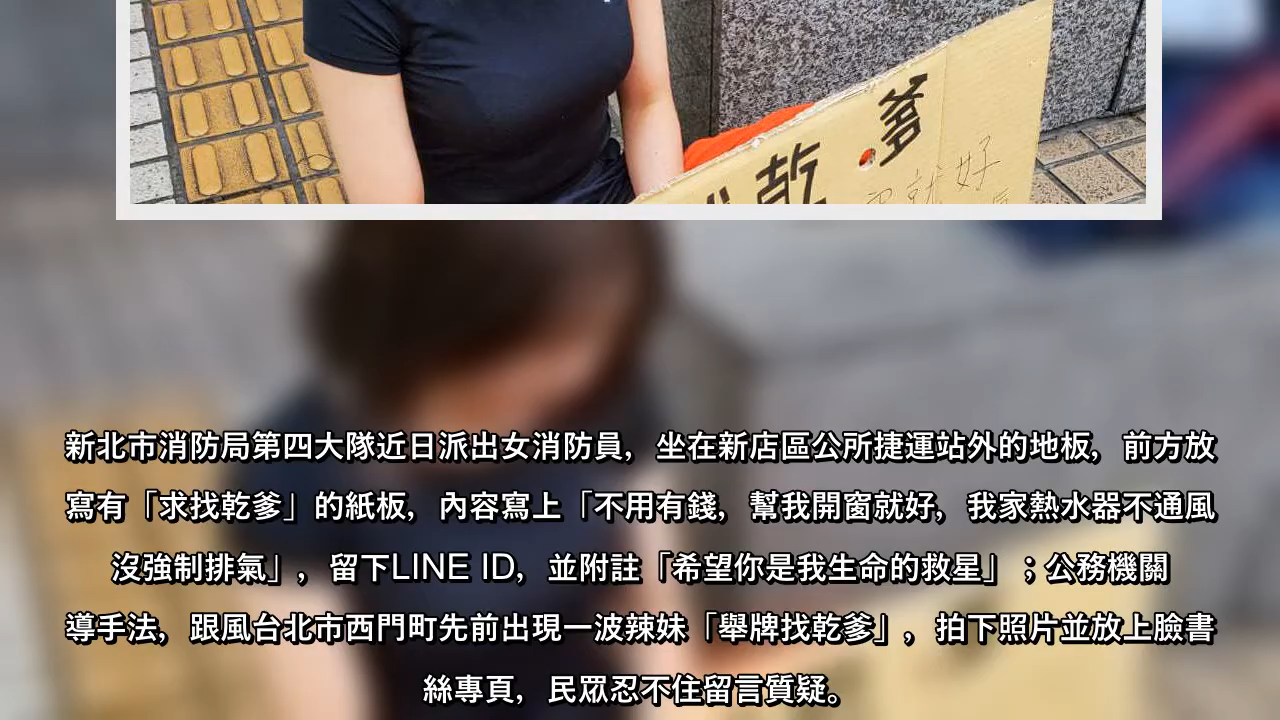 爹
乾
就好
新北市消防局第四大隊近日派出女消防員，坐在新店區公所捷運站外的地板，前方放
寫有「求找乾爹」的紙板，內容寫上「不用有錢，幫我開窗就好，我家熱水器不通風
沒強制排氣」，留下LINE ID，並附註「希望你是我生命的救星」；公務機關
導手法，跟風台北市西門町先前出現一波辣妹「舉牌找乾爹」，拍下照片並放上臉書
絲專頁，民眾忍不住留言質疑。